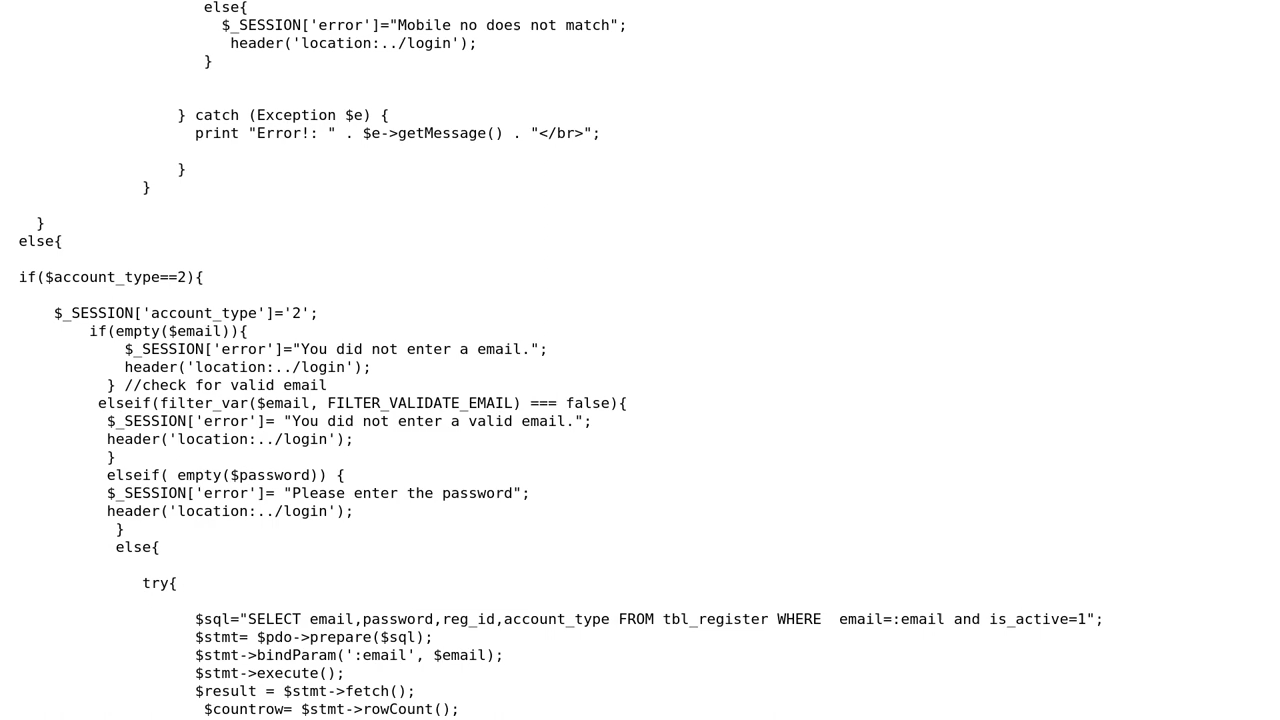 else{
$_SESSION['error']="Mobile no does not match";
header('location:../login');
}
} catch (Exception $e) {
print "Error!: " . $e->getMessage() . "</br>";
}
}
}
else{
if($account_type==2){
$_SESSION['account_type']='2';
if(empty($email)){
$_SESSION['error']="You did not enter a email.";
header('location:../login');
} //check for valid email
elseif(filter_var($email, FILTER_VALIDATE_EMAIL) === false){
$_SESSION['error']= "You did not enter a valid email.";
header('location:../login');
}
elseif( empty($password)) {
$_SESSION['error']= "Please enter the password";
header('location:../login');
}
else{
try{
$sql="SELECT email,password,reg_id,account_type FROM tbl_register WHERE  email=:email and is_active=1";
$stmt= $pdo->prepare($sql);
$stmt->bindParam(':email', $email);
$stmt->execute();
$result = $stmt->fetch();
$countrow= $stmt->rowCount();